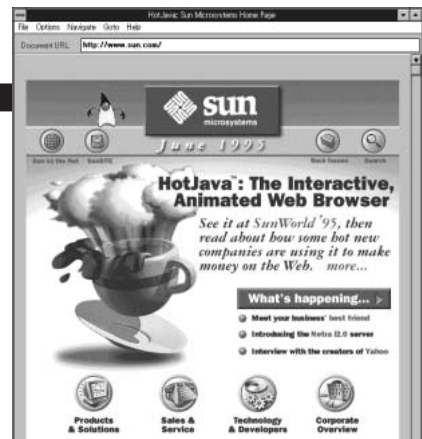 HotJava: Sun Microsystems Home Page
File Options Navigate Goto Help
Document URL: http://www.sun.com/
sun
microsystems
June 1995
Sun on the Net SunSITE Back Issues Search
HotJava™: The Interactive,
Animated Web Browser
See it at SunWorld '95, then
read about how some hot new
companies are using it to make
money on the Web. more...
What's happening...
Meet your business' best friend
Introducing the Netra I2.0 server
Interview with the creators of Yahoo
Products
& Solutions
Sales &
Service
Technology
& Developers
Corporate
Overview